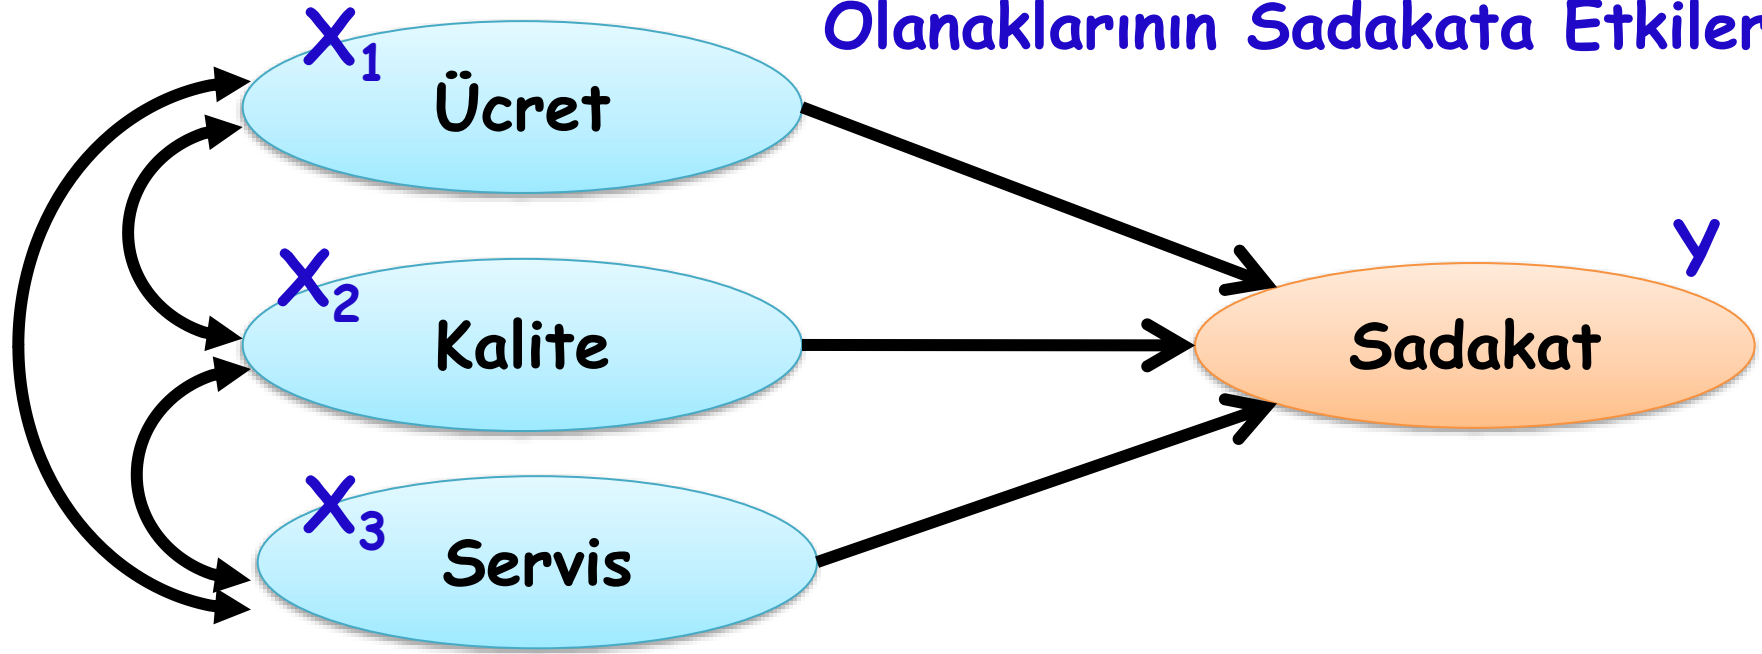 Olanaklarının Sadakata Etkiler
X1
Ücret
y
X2
Kalite
Sadakat
X3
Servis